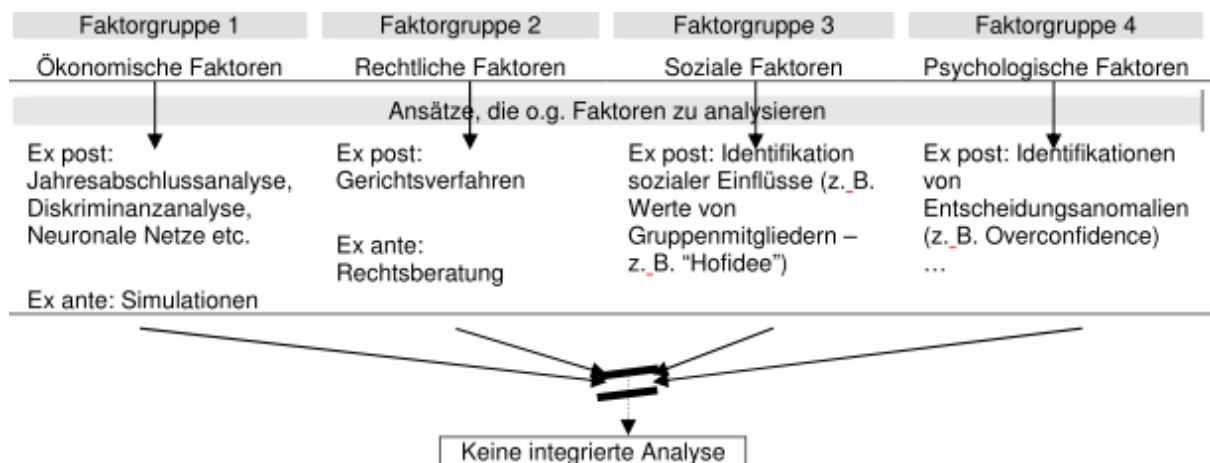 Faktorgruppe 1
Faktorgruppe 2
Faktorgruppe 3
Faktorgruppe 4
Ökonomische Faktoren
Rechtliche Faktoren
Soziale Faktoren
Psychologische Faktoren
Ansätze, die o.g. Faktoren zu analysieren
Ex post:
Jahresabschlussanalyse,
Diskriminanzanalyse,
Neuronale Netze etc.
Ex ante: Simulationen
Ex post:
Gerichtsverfahren
Ex ante:
Rechtsberatung
Ex post: Identifikation
sozialer Einflüsse (z. B.
Werte von
Gruppenmitgliedern –
z. B. “Hofidee”)
Ex post: Identifikationen
von
Entscheidungsanomalien
(z. B. Overconfidence)
…
Keine integrierte Analyse